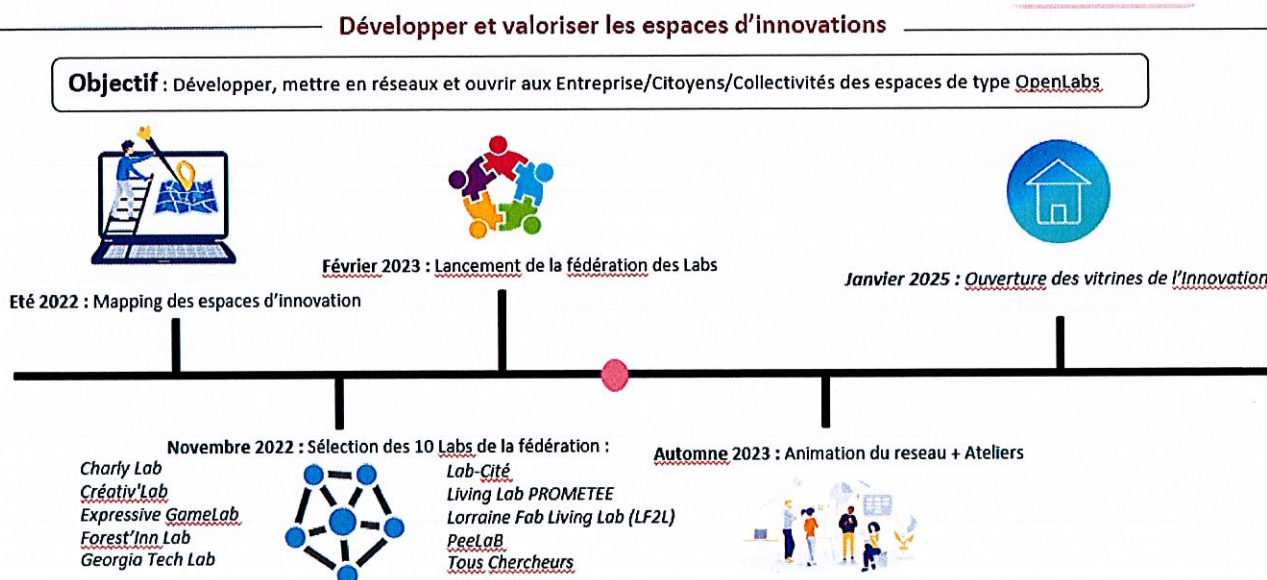 Développer et valoriser les espaces d'innovations
Objectif : Développer, mettre en réseaux et ouvrir aux Entreprise/Citoyens/Collectivités des espaces de type OpenLabs
Février 2023 : Lancement de la fédération des Labs
Janvier 2025 : Ouverture des vitrines de l'Innovation
Eté 2022 : Mapping des espaces d'innovation
Novembre 2022 : Sélection des 10 Labs de la fédération :
Charly Lab
Créativ'Lab
Expressive GameLab
Forest'Inn Lab
Georgia Tech Lab
Lab-Cité
Living Lab PROMETEE
Lorraine Fab Living Lab (LF2L)
PeeLaB
Tous Chercheurs
Automne 2023 : Animation du reseau + Ateliers